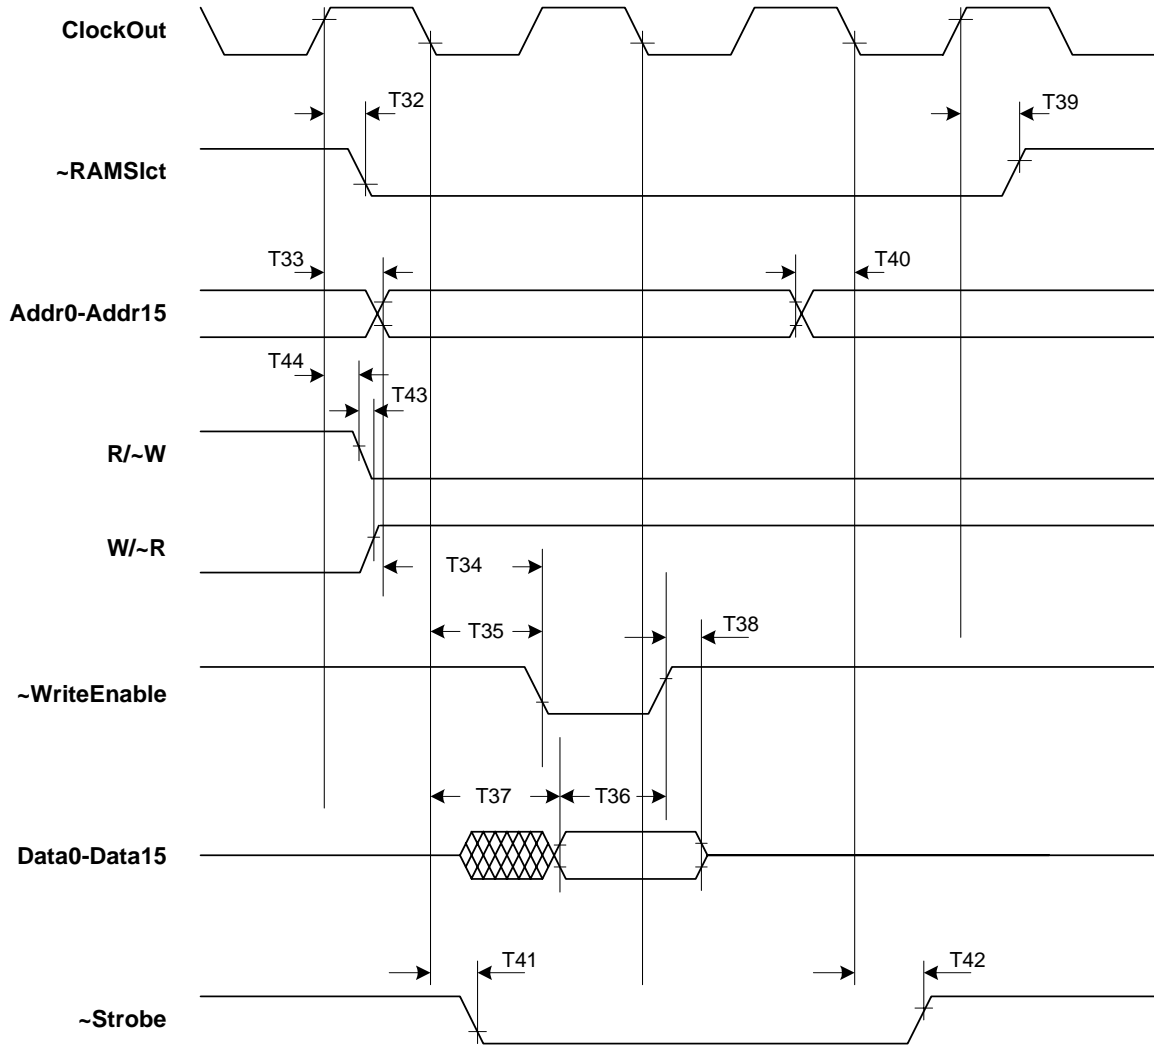 ClockOut
T32
T39
~RAMSlct
T33
T40
Addr0-Addr15
T44
T43
R/~W
W/~R
T34
T35
T38
~WriteEnable
T37
T36
Data0-Data15
T41
T42
~Strobe